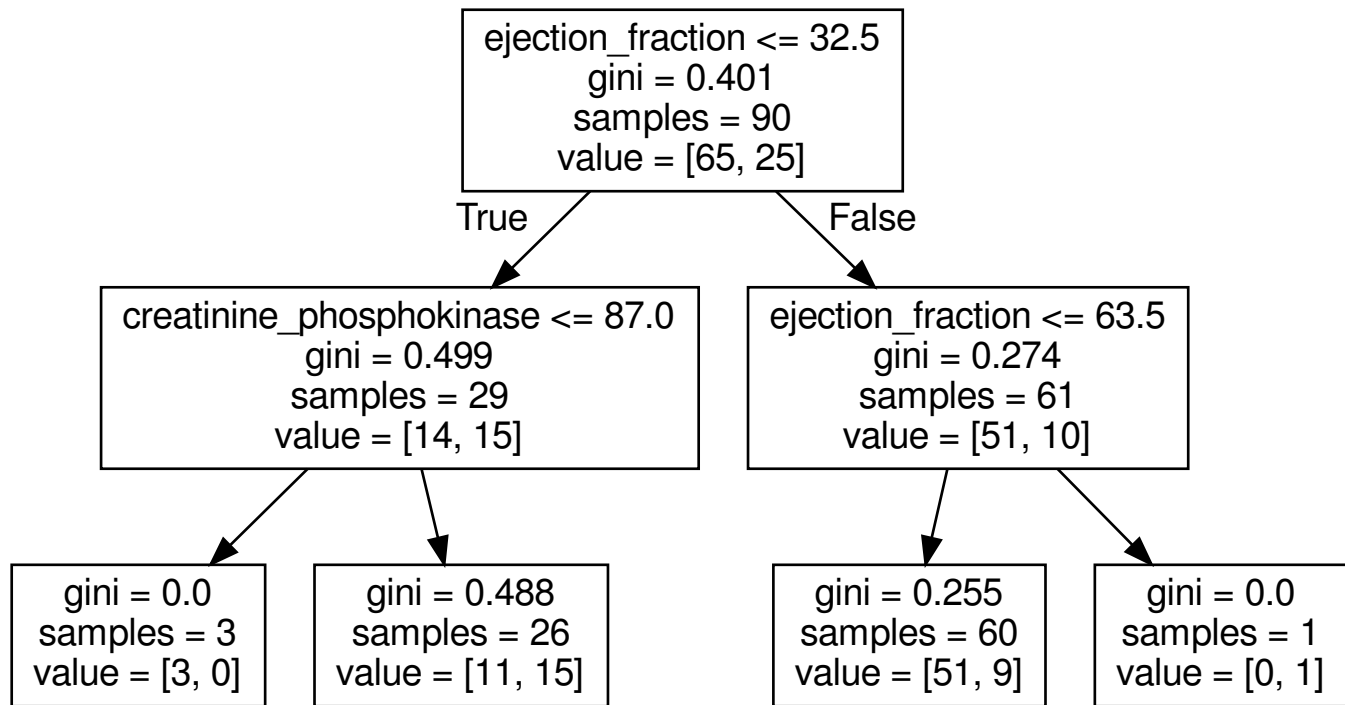 ejection_fraction <= 32.5
gini = 0.401
samples = 90
value = [65, 25]
True
False
creatinine_phosphokinase <= 87.0
gini = 0.499
samples = 29
value = [14, 15]
ejection_fraction <= 63.5
gini = 0.274
samples = 61
value = [51, 10]
gini = 0.0
samples = 3
value = [3, 0]
gini = 0.488
samples = 26
value = [11, 15]
gini = 0.255
samples = 60
value = [51, 9]
gini = 0.0
samples = 1
value = [0, 1]